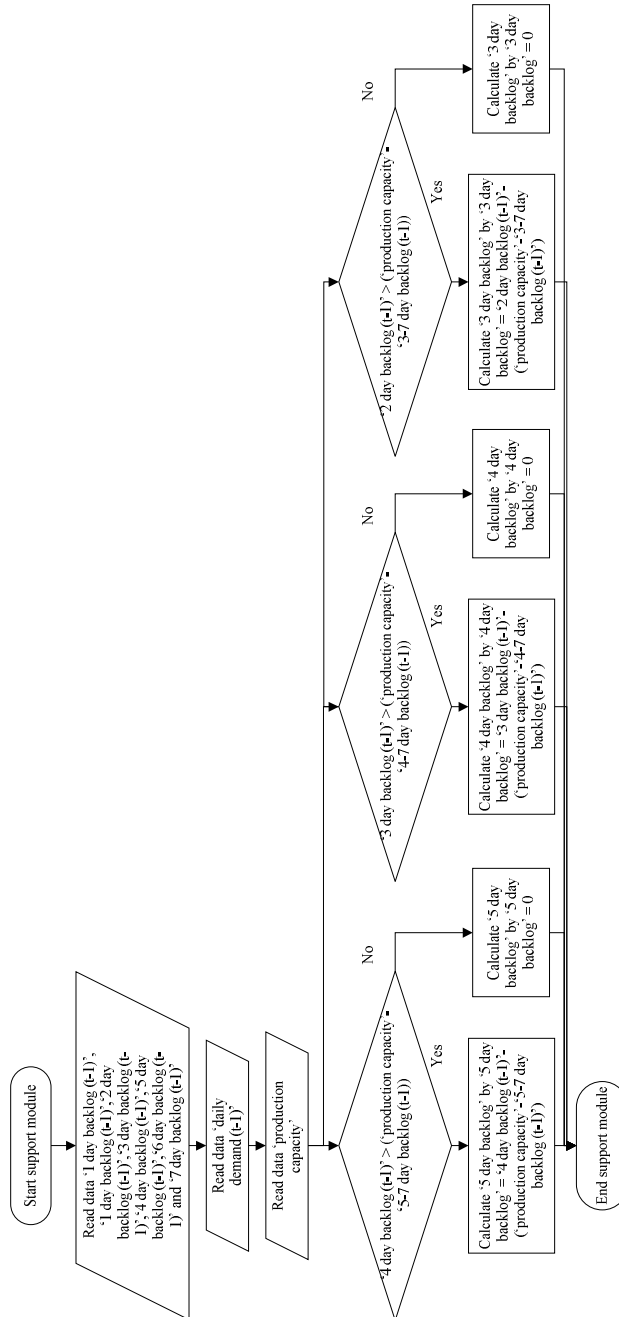 Start support module
Read data ‘1 day backlog (t-1)’,
‘1 day backlog (t-1)’,‘2 day
backlog (t-1)’,‘3 day backlog (t-
1)’,‘4 day backlog (t-1)’,‘5 day
backlog (t-1)’,‘6 day backlog (t-
1)’ and ‘7 day backlog (t-1)’
Read data ‘daily
demand (t-1)’
Read data ‘production
capacity’
‘4 day backlog (t-1)’ > (‘production capacity’-
‘5-7 day backlog (t-1))
No
Yes
Calculate ‘5 day backlog’ by ‘5 day
backlog’ = ‘4 day backlog (t-1)’-
(‘production capacity’-‘5-7 day
backlog (t-1)’)
Calculate ‘5 day
backlog’ by ‘5 day
backlog’ = 0
‘3 day backlog (t-1)’ > (‘production capacity’-
‘4-7 day backlog (t-1))
No
Yes
Calculate ‘4 day backlog’ by ‘4 day
backlog’ = ‘3 day backlog (t-1)’-
(‘production capacity’-‘4-7 day
backlog (t-1)’)
Calculate ‘4 day
backlog’ by ‘4 day
backlog’ = 0
‘2 day backlog (t-1)’ > (‘production capacity’-
‘3-7 day backlog (t-1))
No
Yes
Calculate ‘3 day backlog’ by ‘3 day
backlog’ = ‘2 day backlog (t-1)’-
(‘production capacity’-‘3-7 day
backlog (t-1)’)
Calculate ‘3 day
backlog’ by ‘3 day
backlog’ = 0
End support module